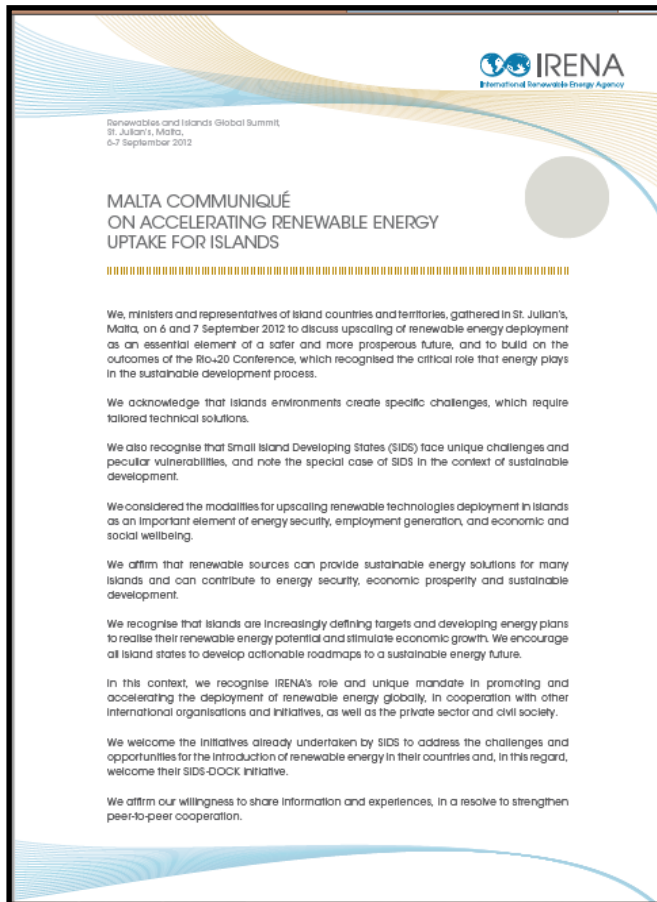 IRENA
International Renewable Energy Agency
Renewables and Islands Global Summit,
St. Julian's, Malta,
6-7 September 2012
MALTA COMMUNIQUÉ
ON ACCELERATING RENEWABLE ENERGY
UPTAKE FOR ISLANDS
We, ministers and representatives of island countries and territories, gathered in St. Julian's,
Malta, on 6 and 7 September 2012 to discuss upscaling of renewable energy deployment
as an essential element of a safer and more prosperous future, and to build on the
outcomes of the Rio+20 Conference, which recognised the critical role that energy plays
in the sustainable development process.
We acknowledge that islands environments create specific challenges, which require
tailored technical solutions.
We also recognise that Small Island Developing States (SIDS) face unique challenges and
peculiar vulnerabilities, and note the special case of SIDS in the context of sustainable
development.
We considered the modalities for upscaling renewable technologies deployment in islands
as an important element of energy security, employment generation, and economic and
social wellbeing.
We affirm that renewable sources can provide sustainable energy solutions for many
islands and can contribute to energy security, economic prosperity and sustainable
development.
We recognise that islands are increasingly defining targets and developing energy plans
to realise their renewable energy potential and stimulate economic growth. We encourage
all island states to develop actionable roadmaps to a sustainable energy future.
In this context, we recognise IRENA's role and unique mandate in promoting and
accelerating the deployment of renewable energy globally, in cooperation with other
international organisations and initiatives, as well as the private sector and civil society.
We welcome the initiatives already undertaken by SIDS to address the challenges and
opportunities for the introduction of renewable energy in their countries and, in this regard,
welcome their SIDS-DOCK initiative.
We affirm our willingness to share information and experiences, in a resolve to strengthen
peer-to-peer cooperation.